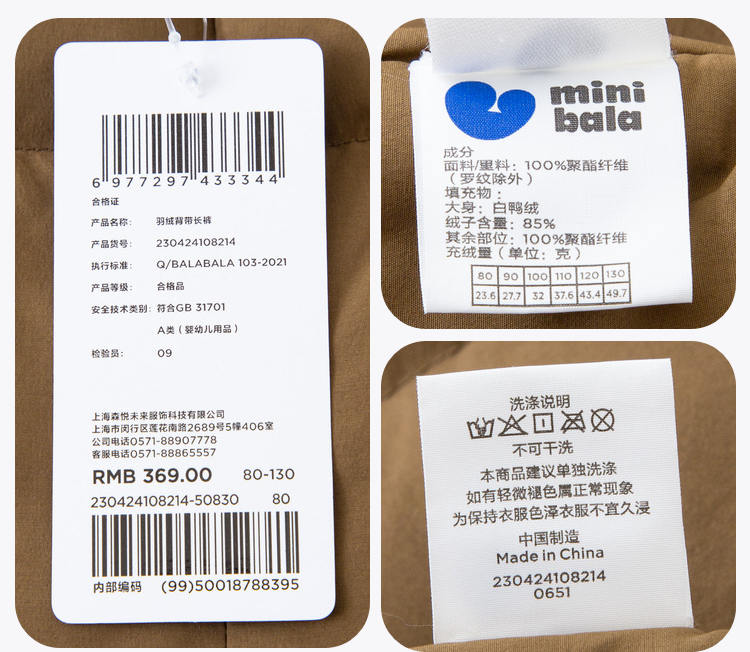 6 977297 433344
合格证
产品名称: 羽绒背带长裤
产品货号: 230424108214
执行标准: Q/BALABALA 103-2021
产品等级: 合格品
安全技术类别: 符合GB 31701
A类（婴幼儿用品）
检验员: 09
上海森悦未来服饰科技有限公司
上海市闵行区莲花南路2689号5幢406室
公司电话0571-88907778
客服电话0571-88865557
RMB 369.00 80-130
230424108214-50830 80
内部编码 (99)50018788395
mini
bala
成分
面料/里料: 100%聚酯纤维
（罗纹除外）
填充物:
大身: 白鸭绒
绒子含量: 85%
其余部位: 100%聚酯纤维
充绒量（单位: 克）
80 90 100 110 120 130
23.6 27.7 32 37.6 43.4 49.7
洗涤说明
不可干洗
本商品建议单独洗涤
如有轻微褪色属正常现象
为保持衣服色泽衣服不宜久浸
中国制造
Made in China
230424108214
0651